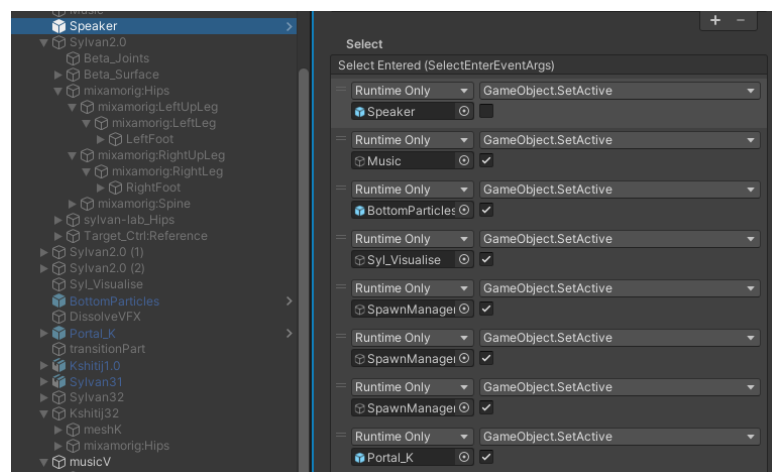 Music
Speaker
Sylvan2.0
Beta_Joints
Beta_Surface
mixamorig:Hips
mixamorig:LeftUpLeg
mixamorig:LeftLeg
LeftFoot
mixamorig:RightUpLeg
mixamorig:RightLeg
RightFoot
mixamorig:Spine
sylvan-lab_Hips
Target_Ctrl:Reference
Sylvan2.0 (1)
Sylvan2.0 (2)
Syl_Visualise
BottomParticles
DissolveVFX
Portal_K
transitionPart
Kshitij1.0
Sylvan31
Sylvan32
Kshitij32
meshK
mixamorig:Hips
musicV
Select
Select Entered (SelectEnterEventArgs)
Runtime Only GameObject.SetActive
Speaker
Runtime Only GameObject.SetActive
Music
Runtime Only GameObject.SetActive
BottomParticles
Runtime Only GameObject.SetActive
Syl_Visualise
Runtime Only GameObject.SetActive
SpawnManager
Runtime Only GameObject.SetActive
SpawnManager
Runtime Only GameObject.SetActive
SpawnManager
Runtime Only GameObject.SetActive
Portal_K